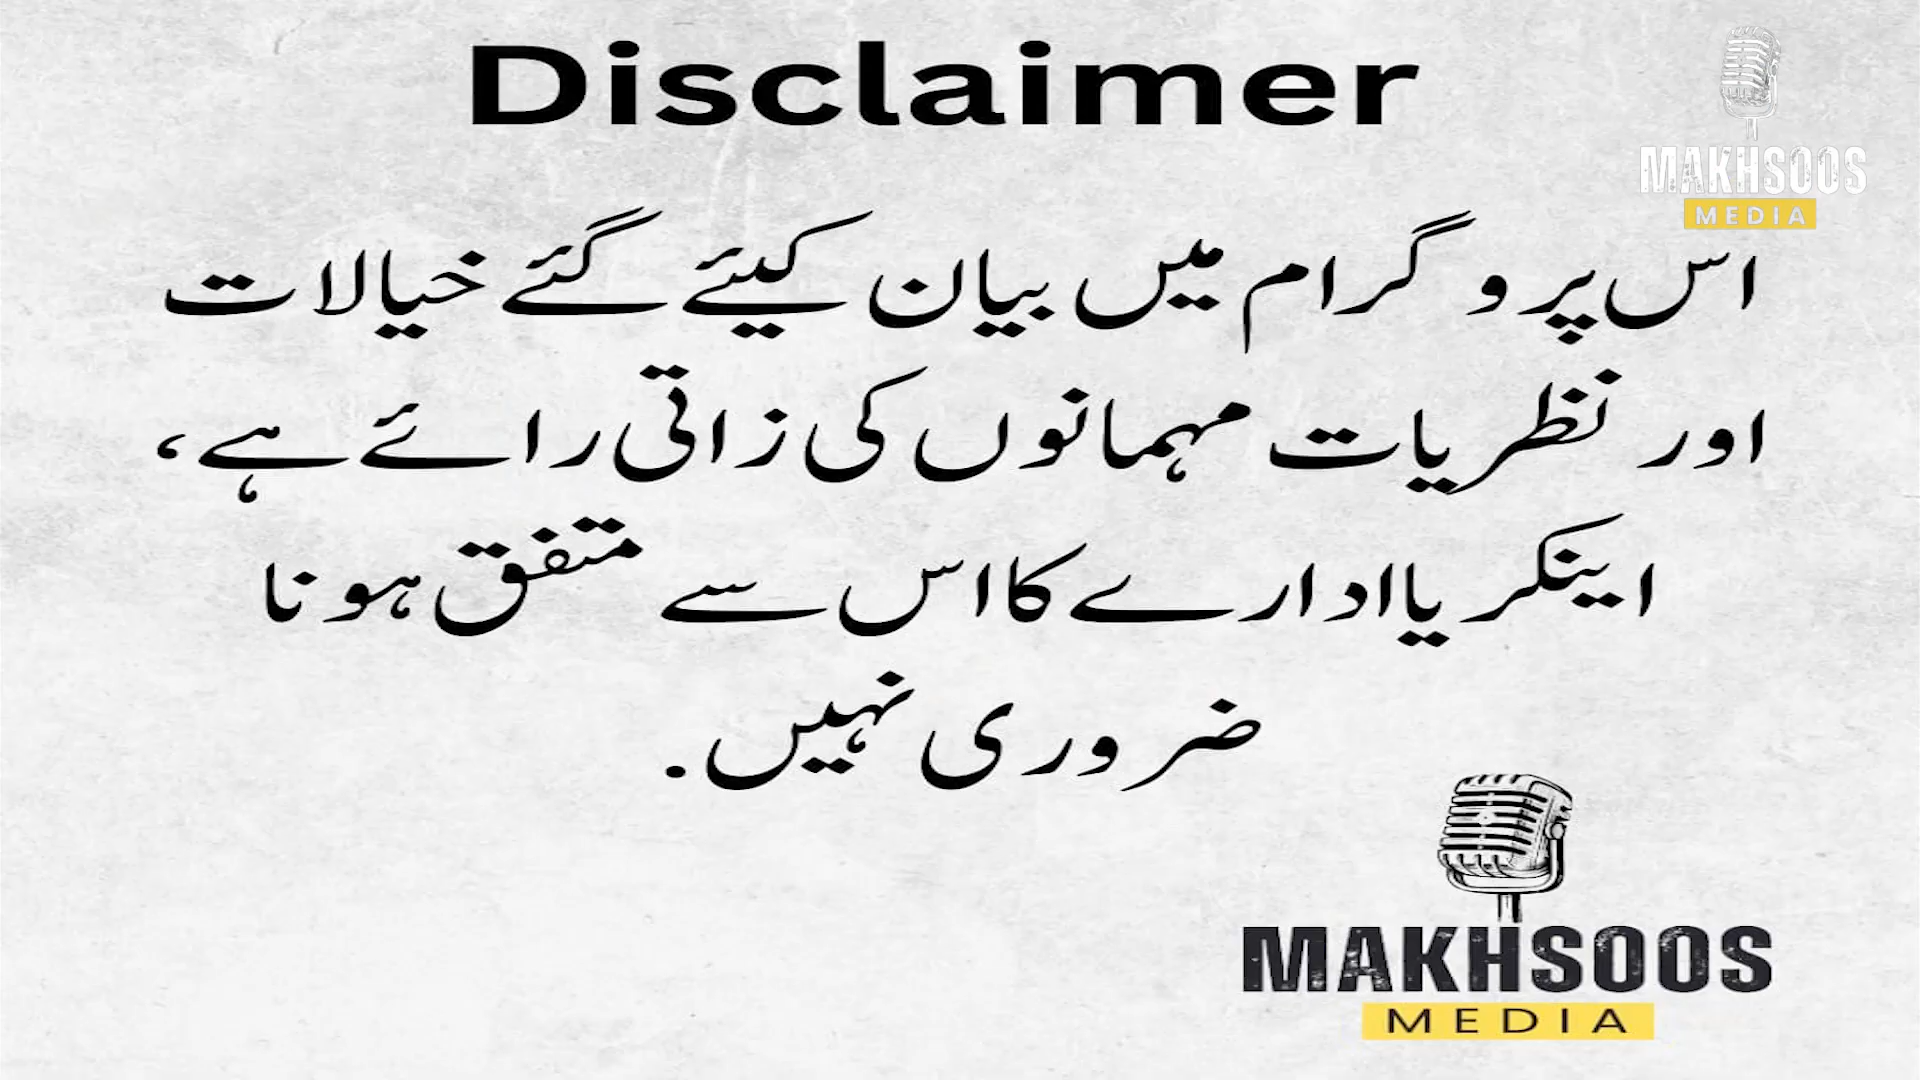 Disclaimer
MAKHSOOS
MEDIA
اس پروگرام میں بیان کیئے گئے خیالات
اور نظریات مہمانوں کی زاتی رائے ہے،
اینکر یا ادارے کا اس سے متفق ہونا
ضروری نہیں.
MAKHSOOS
MEDIA